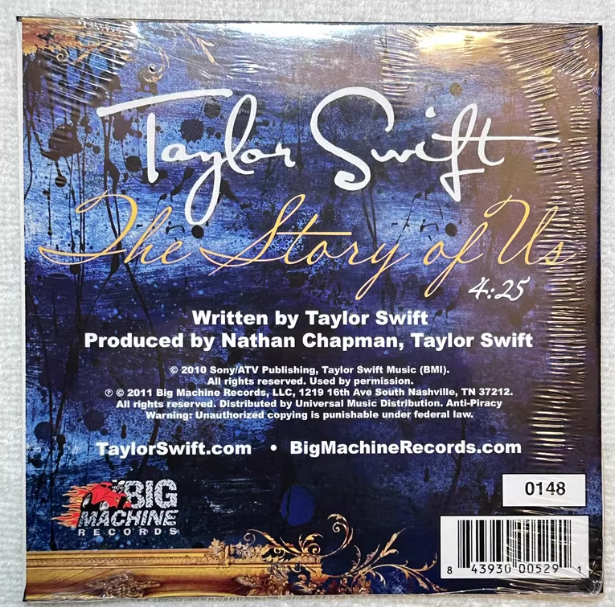 Taylor Swift
The Story of Us
4:25
Written by Taylor Swift
Produced by Nathan Chapman, Taylor Swift
© 2010 Sony/ATV Publishing, Taylor Swift Music (BMI).
All rights reserved. Used by permission.
℗ © 2011 Big Machine Records, LLC, 1219 16th Ave South Nashville, TN 37212.
All rights reserved. Distributed by Universal Music Distribution. Anti-Piracy
Warning: Unauthorized copying is punishable under federal law.
TaylorSwift.com • BigMachineRecords.com
BIG
MACHINE
RECORDS
0148
8 43930 00529 1